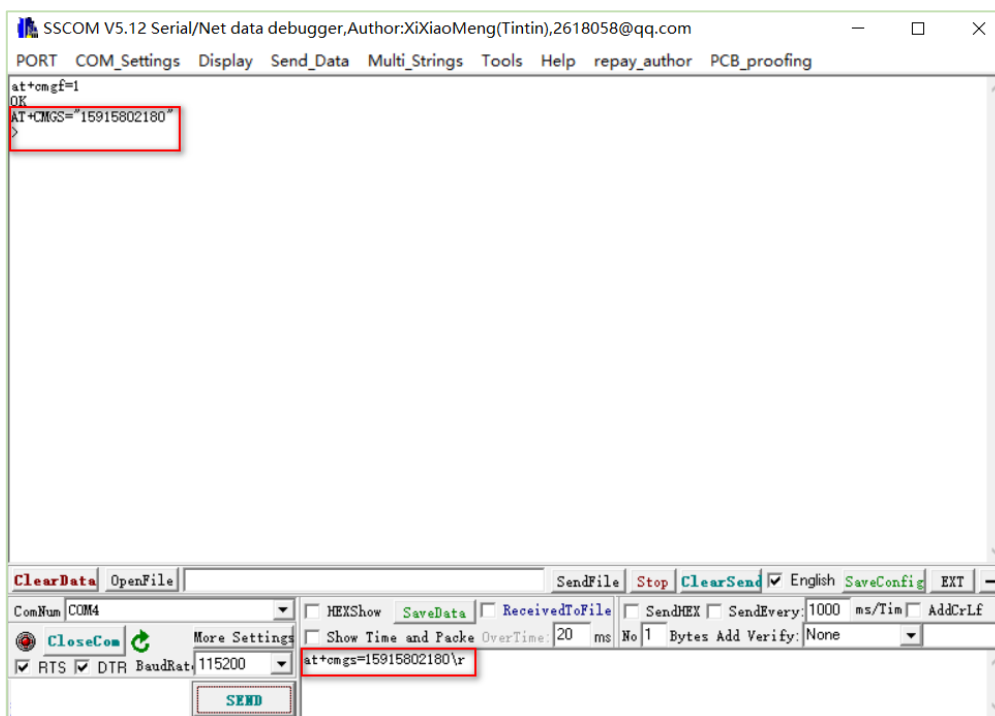 SSCOM V5.12 Serial/Net data debugger,Author:XiXiaoMeng(Tintin),2618058@qq.com
PORT COM_Settings Display Send_Data Multi_Strings Tools Help repay_author PCB_proofing
at+cmgf=1
OK
AT+CMGS="15915802180"
>
ClearData OpenFile SendFile Stop ClearSend English SaveConfig EXT
ComNum COM4 HEXShow SaveData ReceivedToFile SendHEX SendEvery: 1000 ms/Tim AddCrLf
CloseCom More Settings Show Time and Packe OverTime: 20 ms No 1 Bytes Add Verify: None
RTS DTR BaudRat 115200 at+cmgs=15915802180\r
SEND